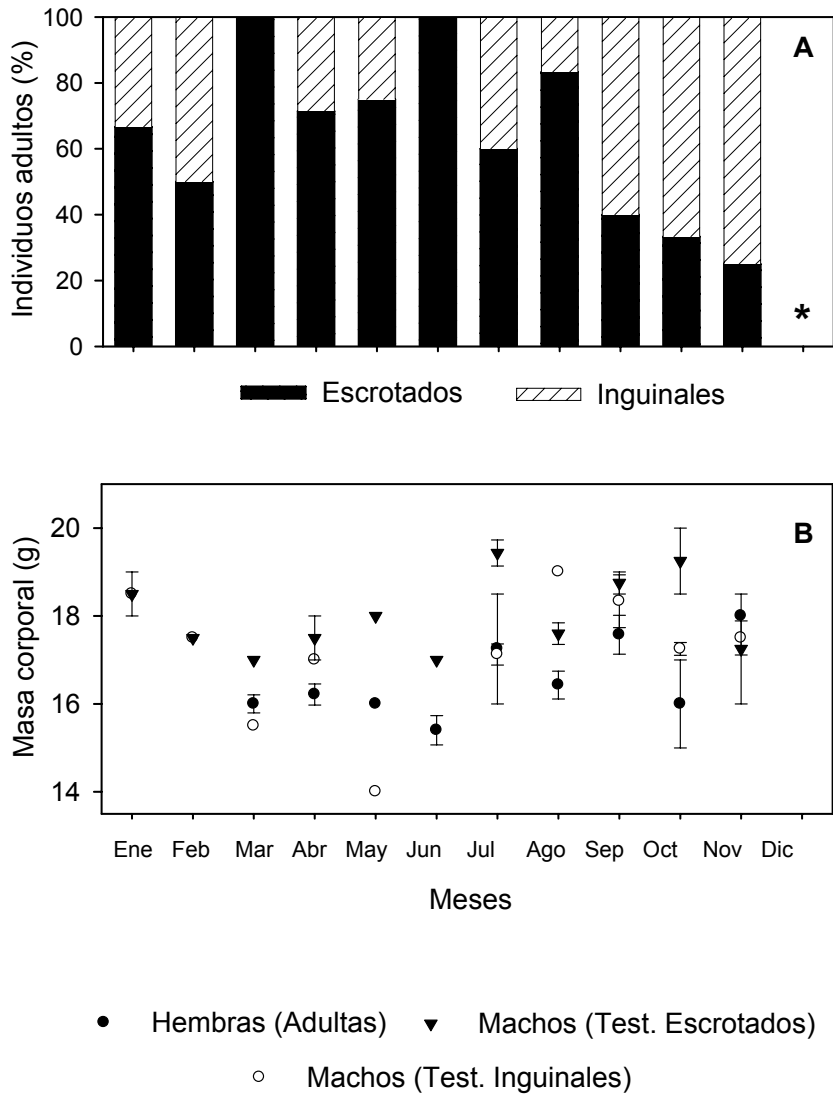 100
A
80
60
40
20
0
Individuos adultos (%)
*
Escrotados Inguinales
B
20
18
16
14
Masa corporal (g)
Ene Feb Mar Abr May Jun Jul Ago Sep Oct Nov Dic
Meses
Hembras (Adultas) Machos (Test. Escrotados)
Machos (Test. Inguinales)